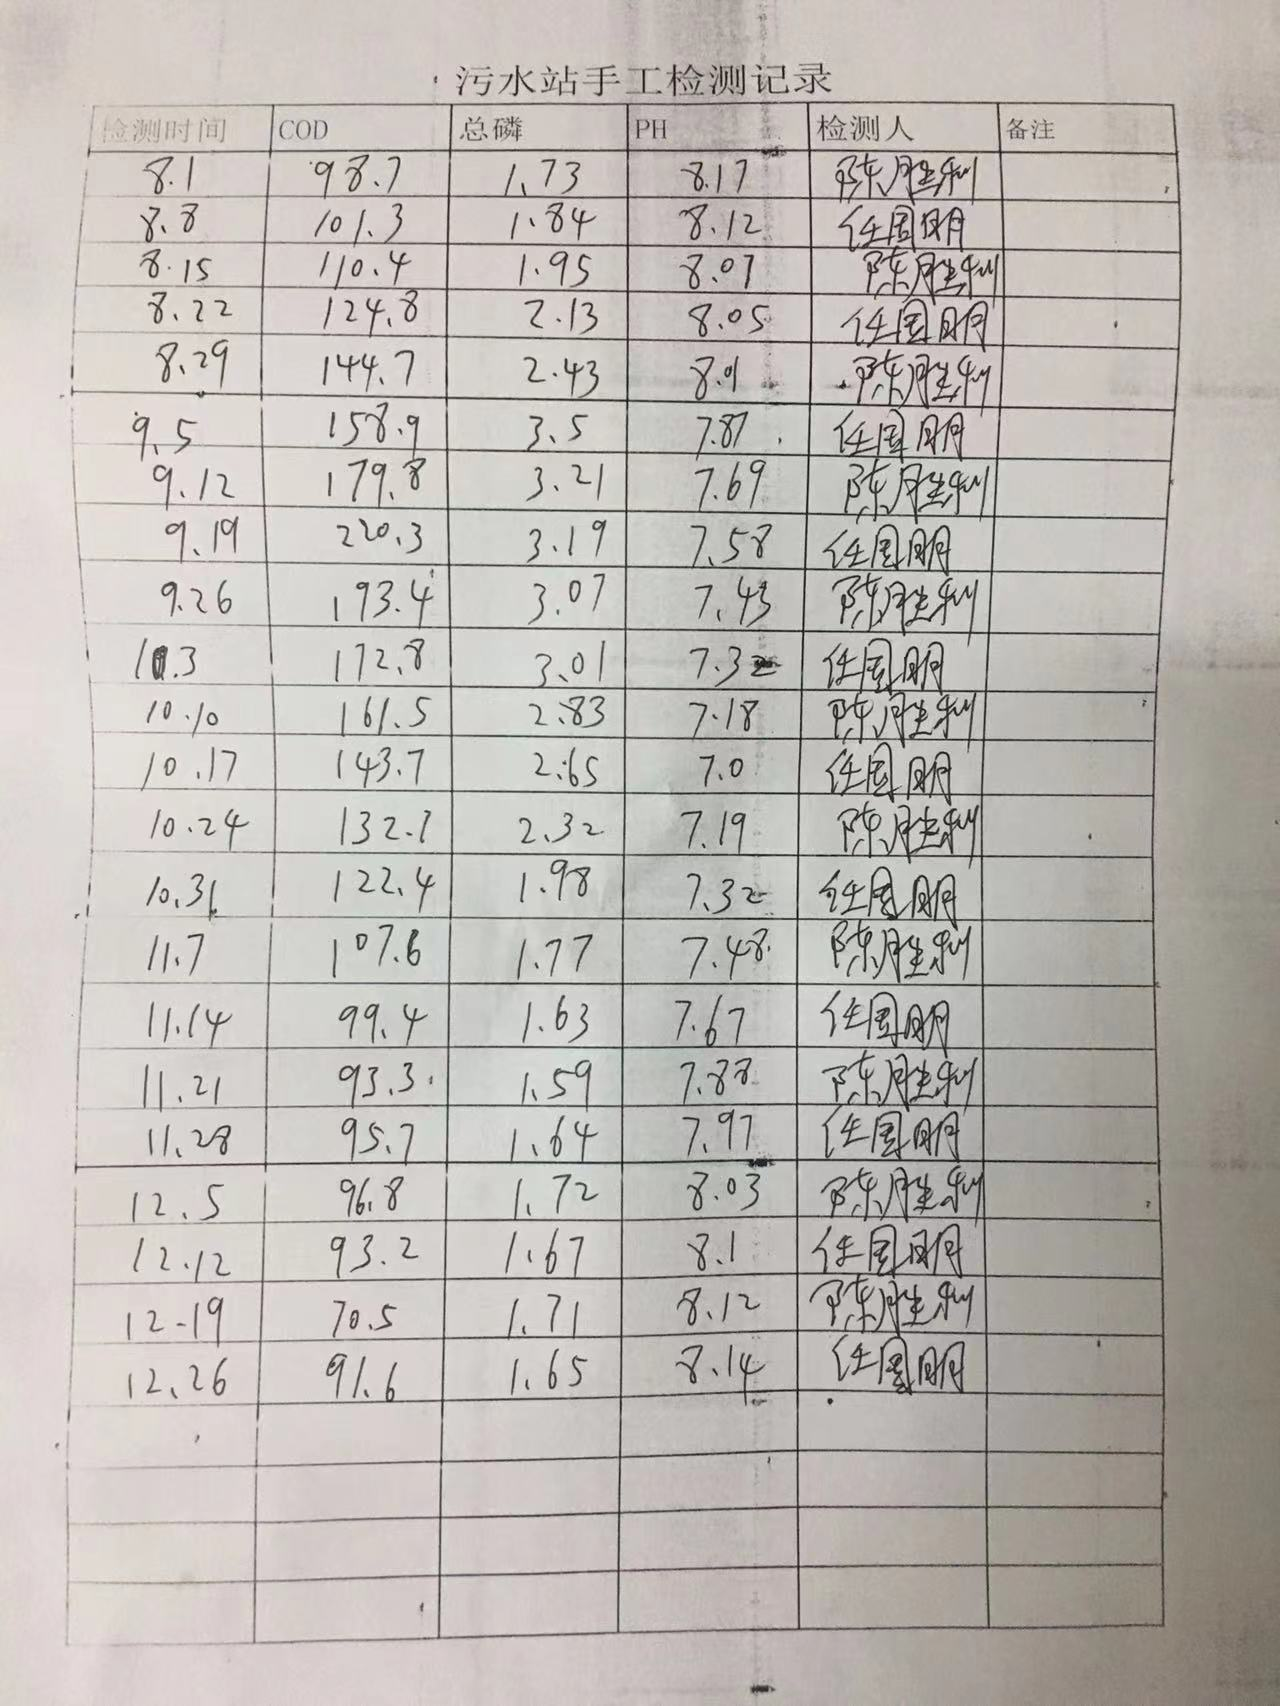 污水站手工检测记录
检测时间 COD 总磷 PH 检测人 备注
8.1 98.7 1.73 8.17 陈胜利
8.8 101.3 1.84 8.12 任国明
8.15 110.4 1.95 8.07 陈胜利
8.22 124.8 2.13 8.05 任国明
8.29 144.7 2.43 8.1 陈胜利
9.5 158.9 3.5 7.87 任国明
9.12 179.8 3.21 7.69 陈胜利
9.19 220.3 3.19 7.58 任国明
9.26 193.4 3.07 7.43 陈胜利
10.3 172.8 3.01 7.32 任国明
10.10 161.5 2.83 7.18 陈胜利
10.17 143.7 2.65 7.0 任国明
10.24 132.1 2.32 7.19 陈胜利
10.31 122.4 1.98 7.32 任国明
11.7 107.6 1.77 7.48 陈胜利
11.14 99.4 1.63 7.67 任国明
11.21 93.3 1.59 7.88 陈胜利
11.28 95.7 1.64 7.97 任国明
12.5 96.8 1.72 8.03 陈胜利
12.12 93.2 1.67 8.1 任国明
12-19 70.5 1.71 8.12 陈胜利
12.26 91.6 1.65 8.14 任国明